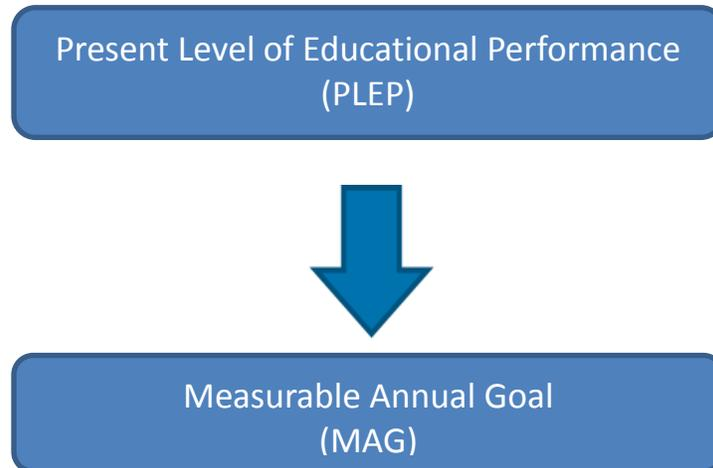 Present Level of Educational Performance
(PLEP)
Measurable Annual Goal
(MAG)